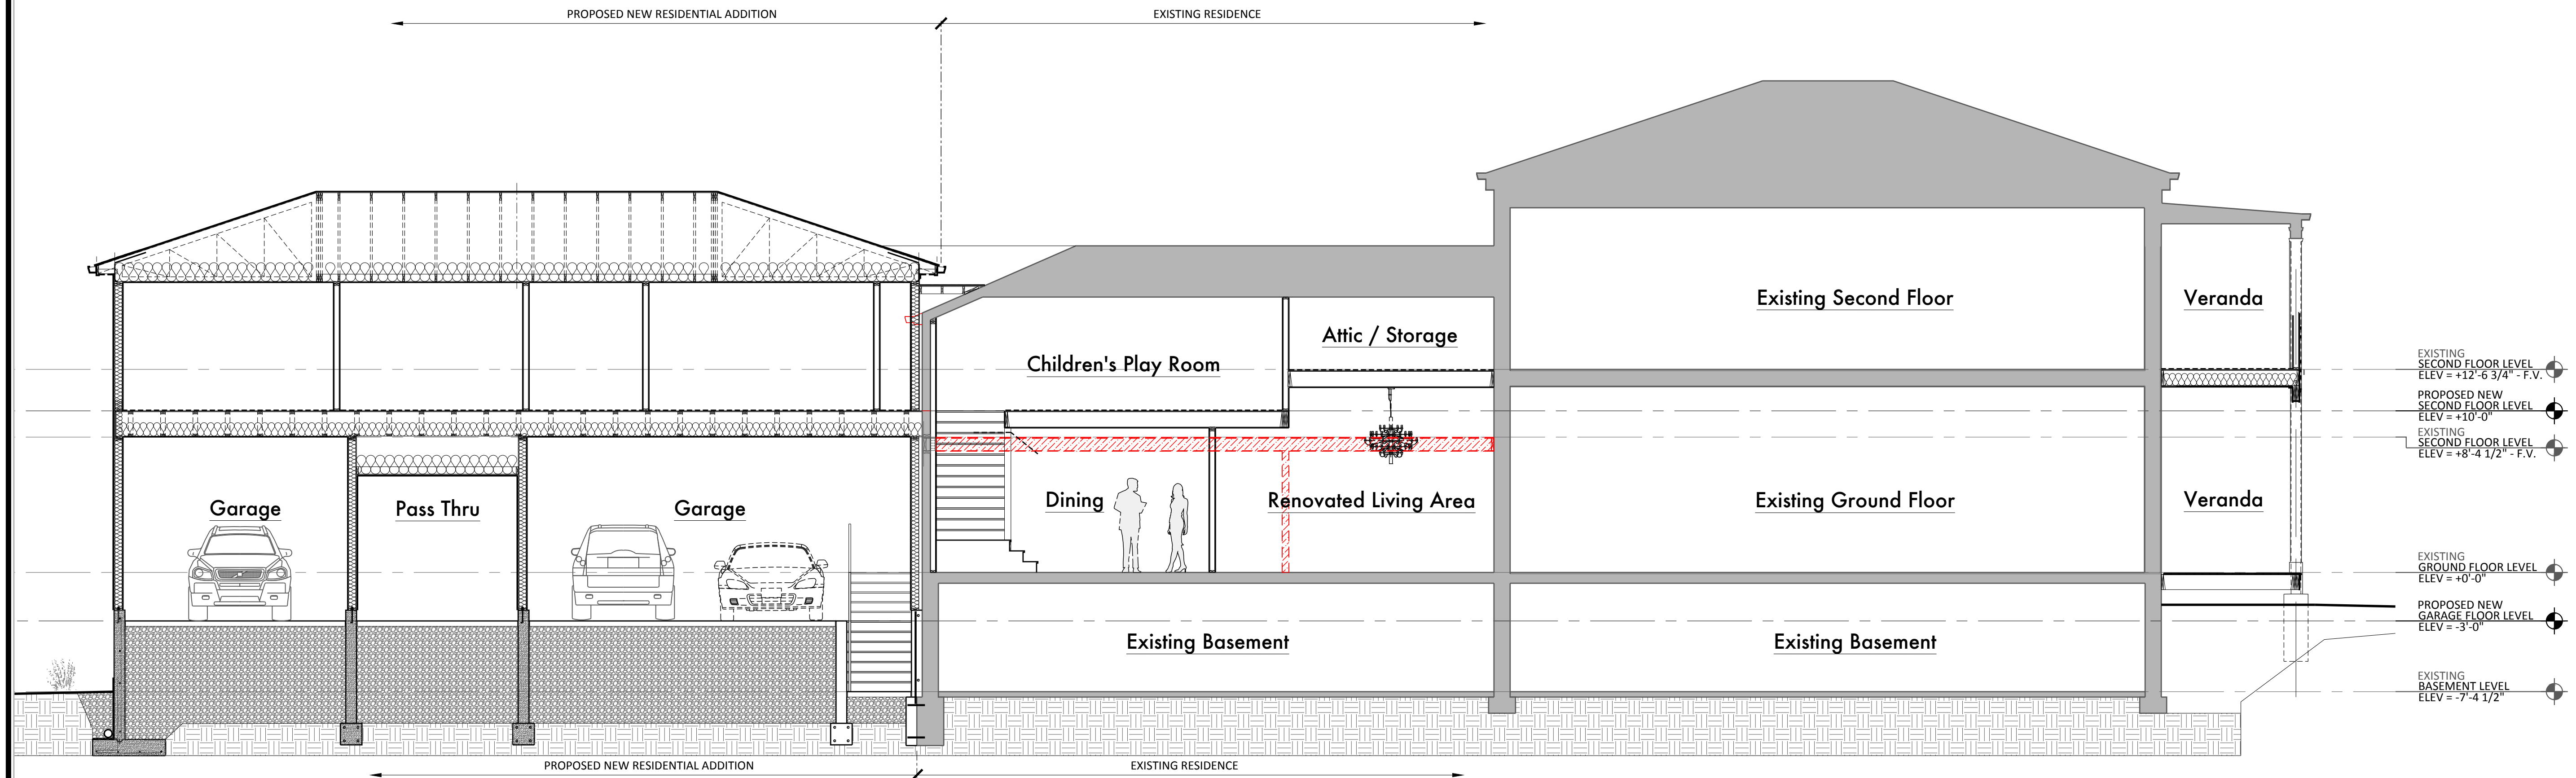 PROPOSED NEW RESIDENTIAL ADDITION
EXISTING RESIDENCE
Existing Second Floor
Veranda
Attic / Storage
Children's Play Room
EXISTING
SECOND FLOOR LEVEL
ELEV = +12'-6 3/4" - F.V.
PROPOSED NEW
SECOND FLOOR LEVEL
ELEV = +10'-0"
EXISTING
SECOND FLOOR LEVEL
ELEV = +8'-4 1/2" - F.V.
Garage
Pass Thru
Garage
Dining
Renovated Living Area
Existing Ground Floor
Veranda
EXISTING
GROUND FLOOR LEVEL
ELEV = +0'-0"
PROPOSED NEW
GARAGE FLOOR LEVEL
ELEV = -3'-0"
Existing Basement
Existing Basement
EXISTING
BASEMENT LEVEL
ELEV = -7'-4 1/2"
PROPOSED NEW RESIDENTIAL ADDITION
EXISTING RESIDENCE